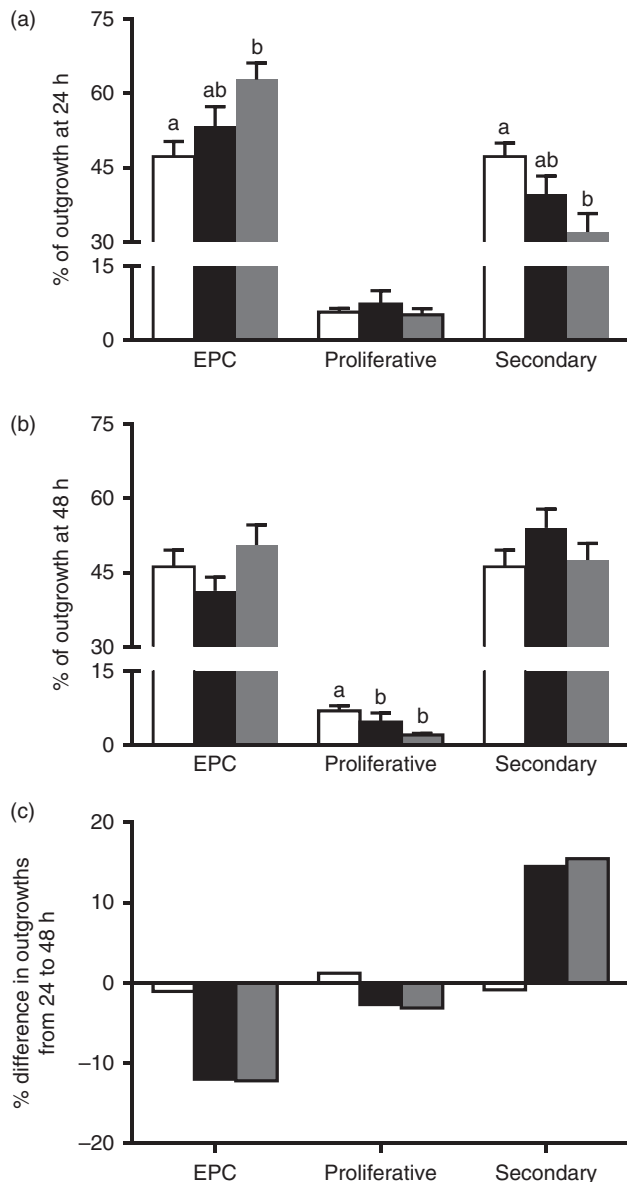 (a)
% of outgrowth at 24 h
75
60
45
30
15
0
a
ab
b
a
ab
b
EPC
Proliferative
Secondary
(b)
% of outgrowth at 48 h
75
60
45
30
15
0
a
b
b
EPC
Proliferative
Secondary
(c)
% difference in outgrowths
from 24 to 48 h
20
10
0
–10
–20
EPC
Proliferative
Secondary